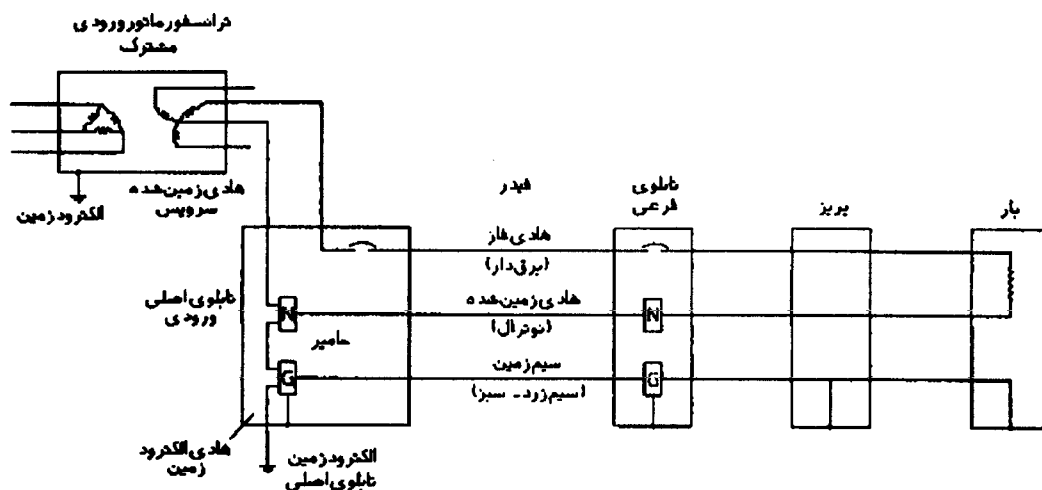 ترانسفورماتور ورودی
مشترک
هادی زمین‌شده
سرویس
الکترود زمین
فیدر
تابلوی
فرعی
پریز
بار
هادی فاز
(برق‌دار)
تابلوی اصلی
ورودی
N
هادی زمین‌شده
(نوترال)
N
جامپر
G
سیم زمین
(سیم زرد - سبز)
G
هادی الکترود
زمین
الکترود زمین
تابلوی اصلی